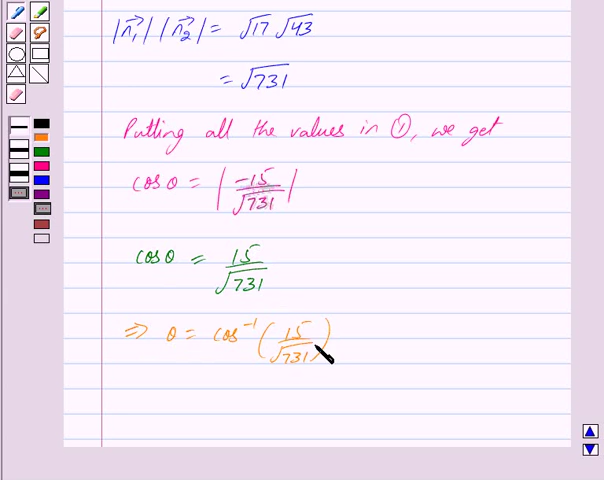 |n₁→| |n₂→| = √17 √43
= √731
Putting all the values in ①, we get
cos θ = |-15/√731|
cos θ = 15/√731
⇒ θ = cos⁻¹(15/√731)